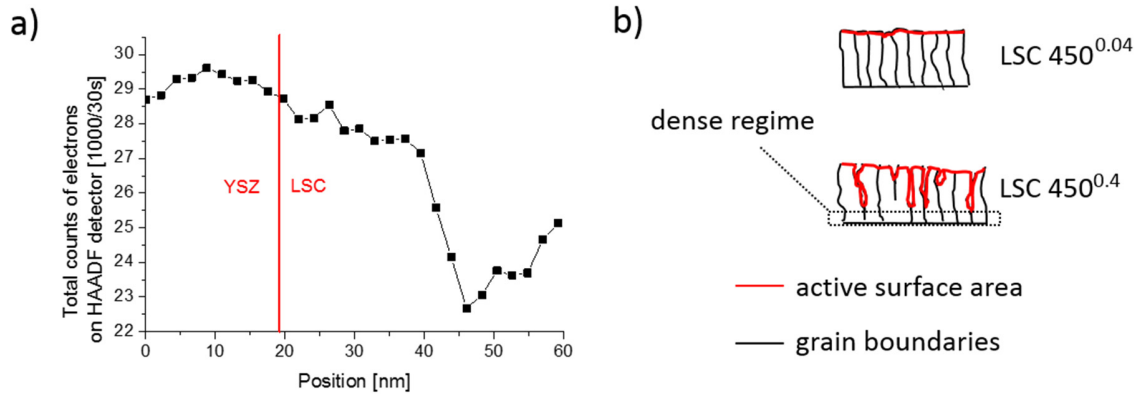 a)
Total counts of electrons
on HAADF detector [1000/30s]
30
29
28
27
26
25
24
23
22
YSZ
LSC
0
10
20
30
40
50
60
Position [nm]
b)
LSC 450^0.04
dense regime
LSC 450^0.4
active surface area
grain boundaries